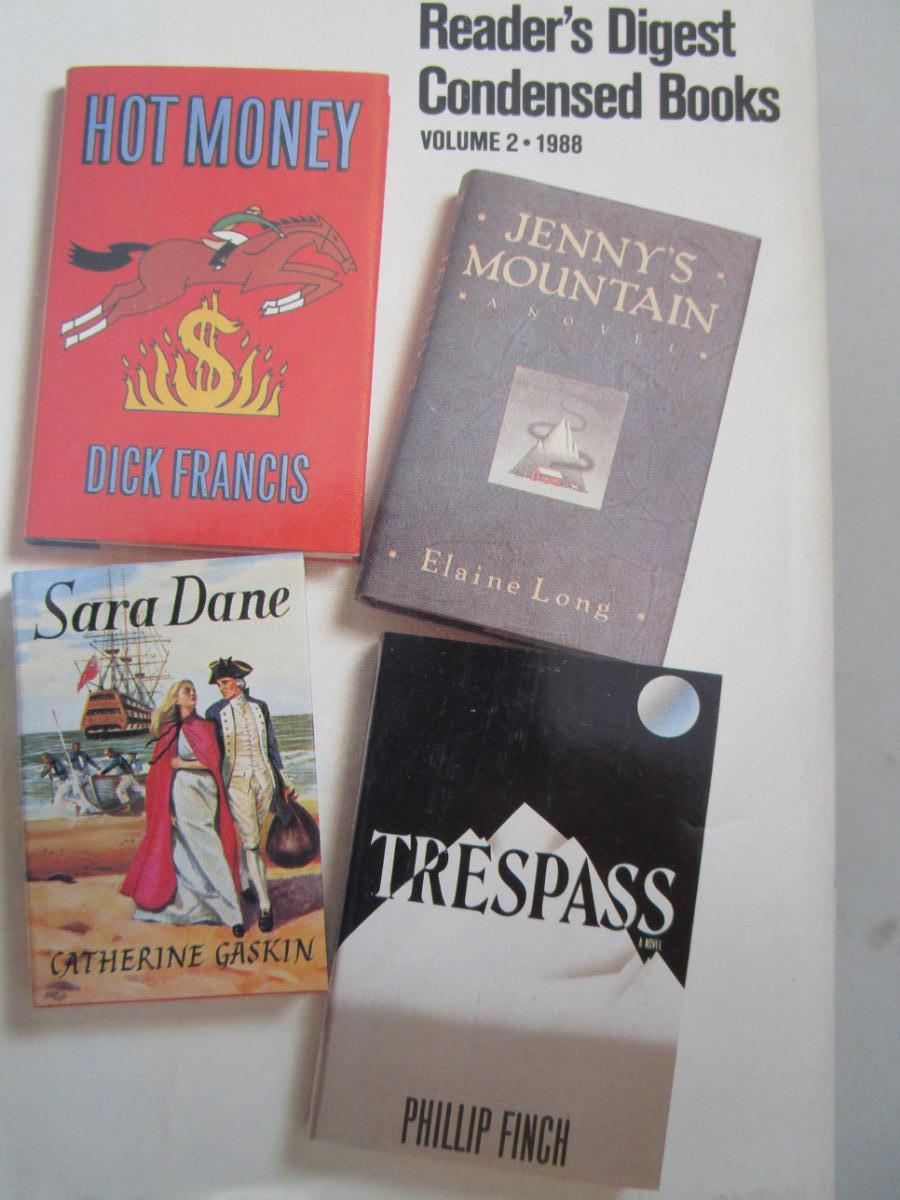 Reader's Digest
Condensed Books
VOLUME 2 • 1988
HOT MONEY
$
DICK FRANCIS
JENNY'S
MOUNTAIN
A NOVEL
Elaine Long
Sara Dane
CATHERINE GASKIN
TRESPASS
A NOVEL
PHILLIP FINCH